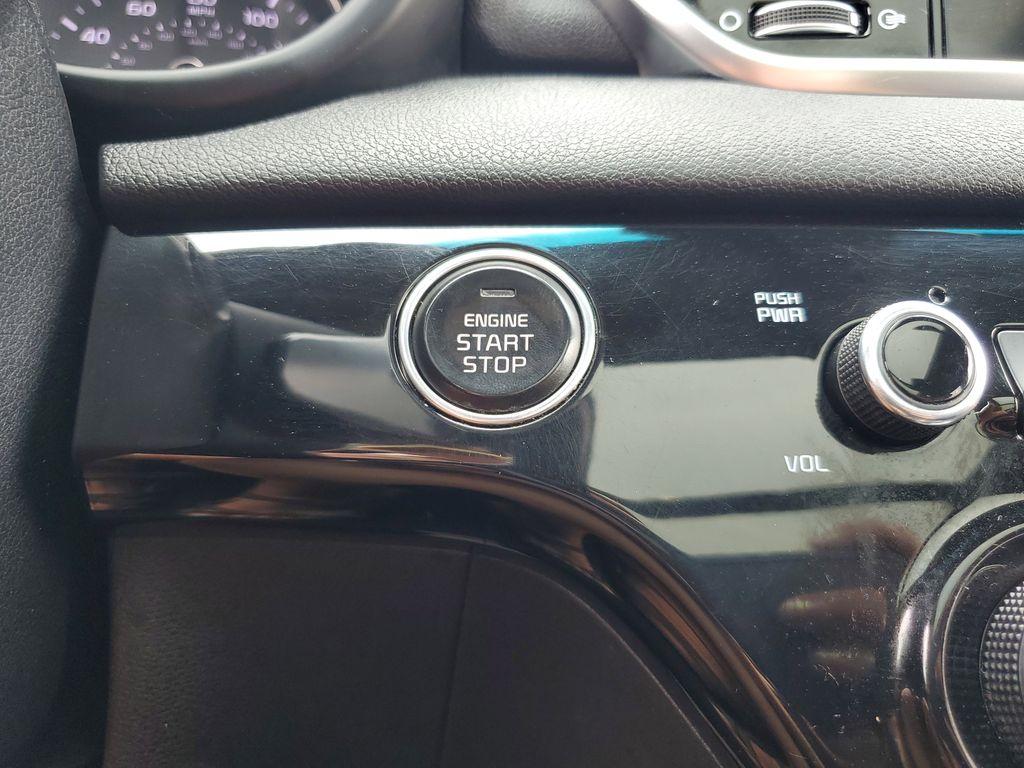 60
100
40
ENGINE
START
STOP
PUSH
PWR
VOL